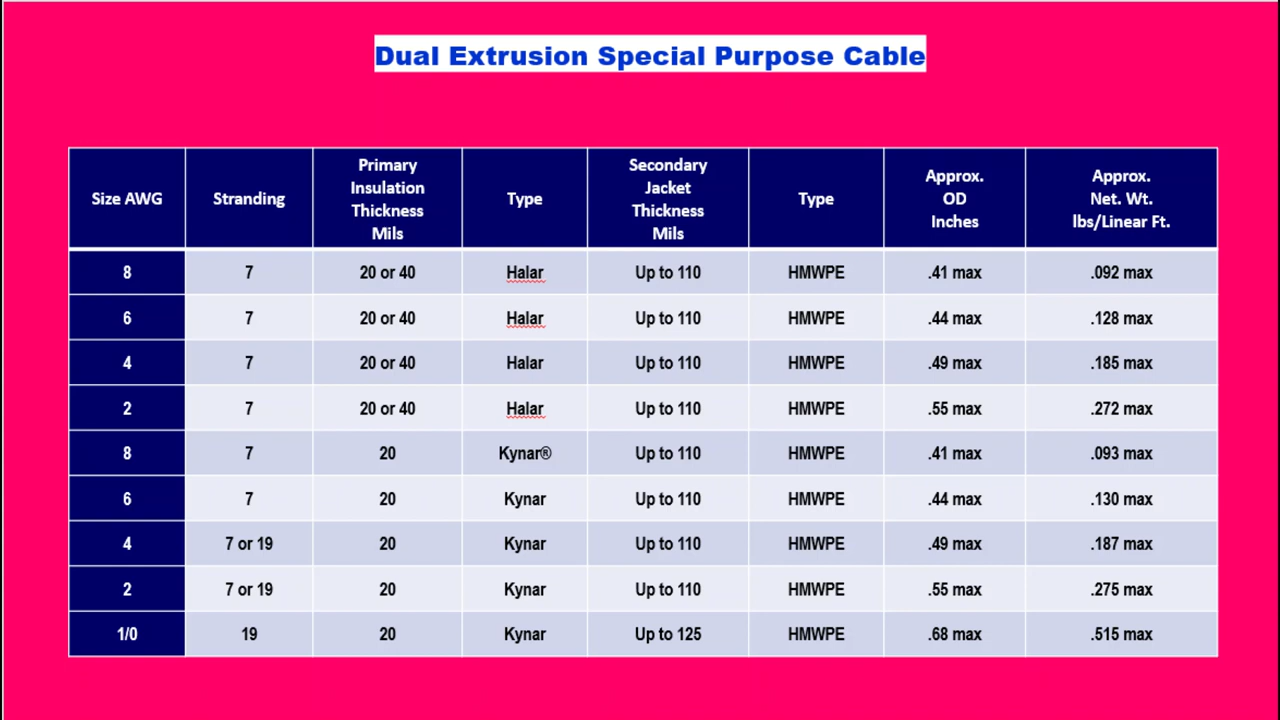 Dual Extrusion Special Purpose Cable
Size AWG Stranding Primary Insulation Thickness Mils Type Secondary Jacket Thickness Mils Type Approx. OD Inches Approx. Net. Wt. lbs/Linear Ft.
8 7 20 or 40 Halar Up to 110 HMWPE .41 max .092 max
6 7 20 or 40 Halar Up to 110 HMWPE .44 max .128 max
4 7 20 or 40 Halar Up to 110 HMWPE .49 max .185 max
2 7 20 or 40 Halar Up to 110 HMWPE .55 max .272 max
8 7 20 Kynar® Up to 110 HMWPE .41 max .093 max
6 7 20 Kynar Up to 110 HMWPE .44 max .130 max
4 7 or 19 20 Kynar Up to 110 HMWPE .49 max .187 max
2 7 or 19 20 Kynar Up to 110 HMWPE .55 max .275 max
1/0 19 20 Kynar Up to 125 HMWPE .68 max .515 max